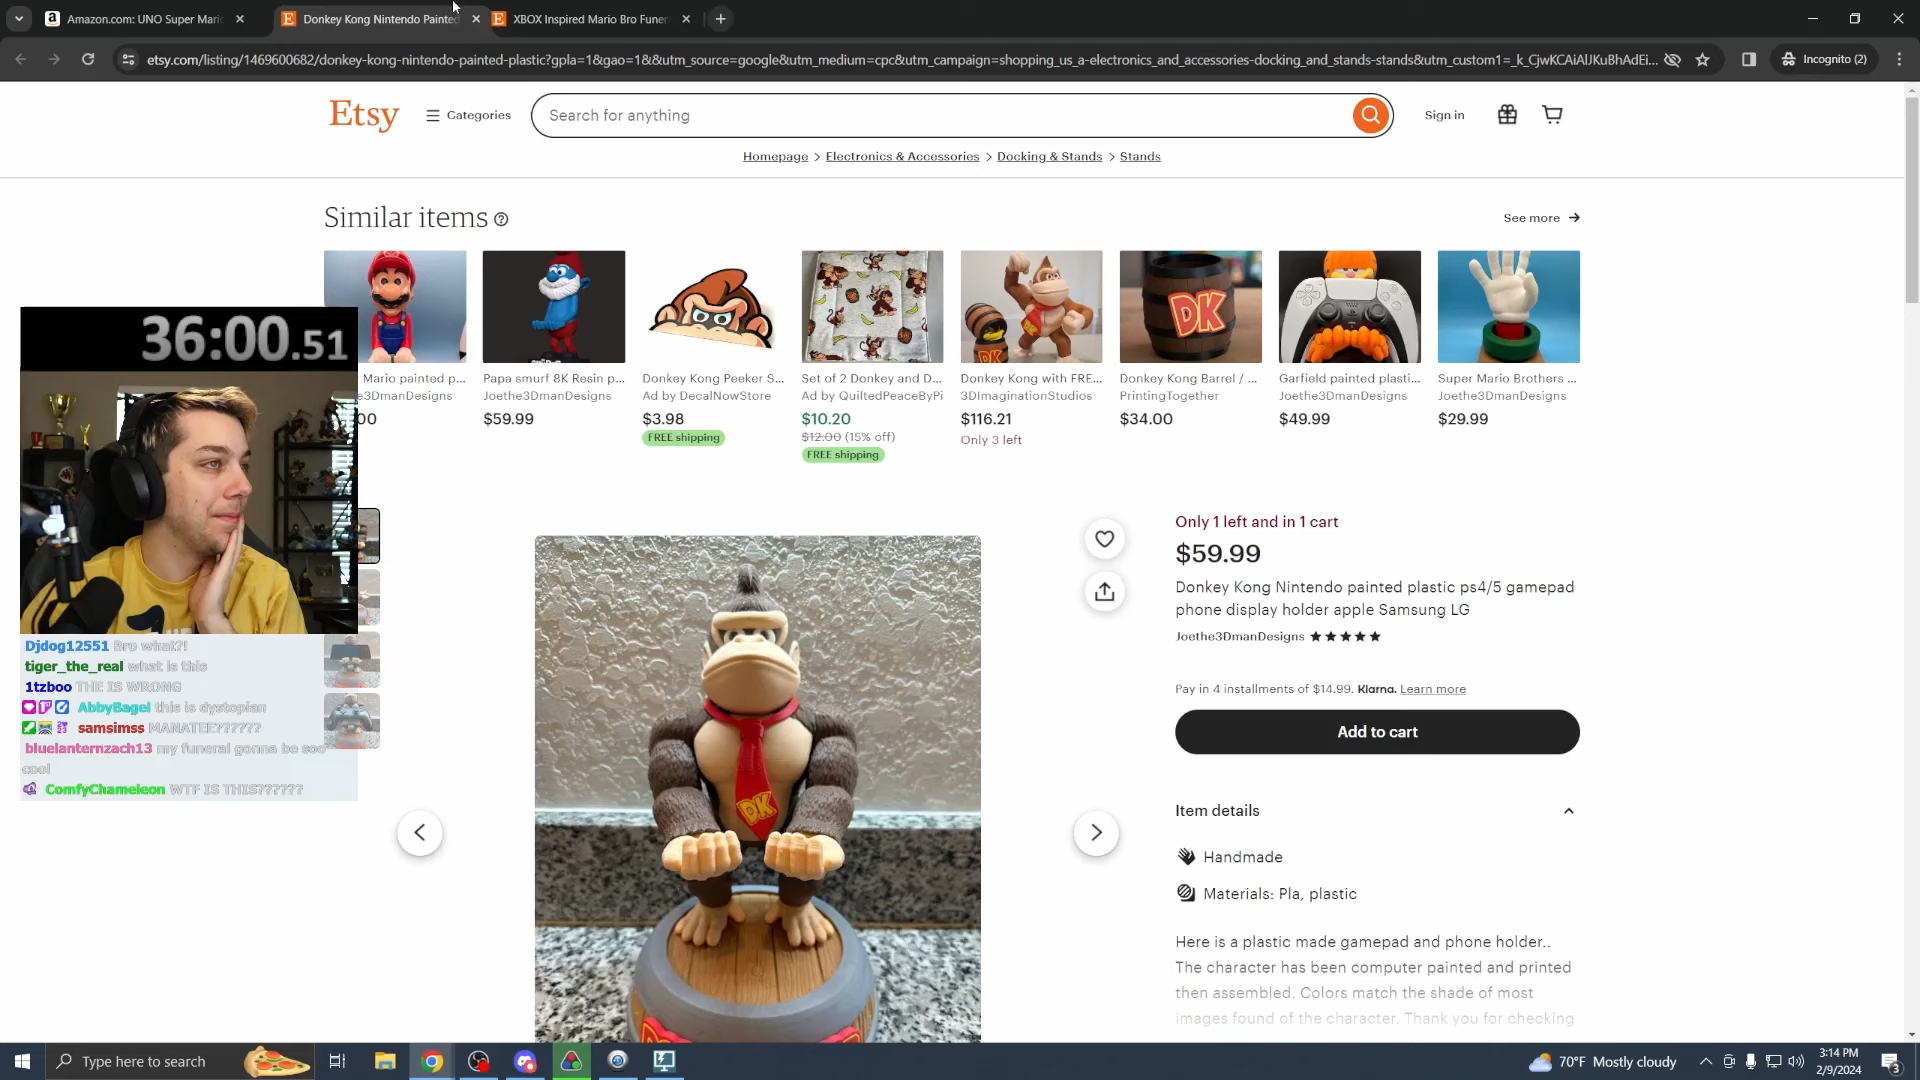 Amazon.com: UNO Super Mari
Donkey Kong Nintendo Painted
XBOX Inspired Mario Bro Funer
etsy.com/listing/1469600682/donkey-kong-nintendo-painted-plastic?gpla=1&gao=1&&utm_source=google&utm_medium=cpc&utm_campaign=shopping_us_a-electronics_and_accessories-docking_and_stands-stands&utm_custom1=_k_CjwKCAiAlJKuBhAdEi...
Incognito (2)
Etsy
Categories
Search for anything
Sign in
Homepage > Electronics & Accessories > Docking & Stands > Stands
Similar items
See more
Mario painted p...
e3DmanDesigns
00
Papa smurf 8K Resin p...
Joethe3DmanDesigns
$59.99
Donkey Kong Peeker S...
Ad by DecalNowStore
$3.98
FREE shipping
Set of 2 Donkey and D...
Ad by QuiltedPeaceByPi
$10.20
$12.00 (15% off)
FREE shipping
DK
Donkey Kong with FRE...
3DImaginationStudios
$116.21
Only 3 left
DK
Donkey Kong Barrel / ...
PrintingTogether
$34.00
Garfield painted plasti...
Joethe3DmanDesigns
$49.99
Super Mario Brothers ...
Joethe3DmanDesigns
$29.99
36:00.51
Djdog12551 Bro what?!
tiger_the_real what is this
1tzboo THE IS WRONG
AbbyBagel this is dystopian
samsimss MANATEE??????
bluelanternzach13 my funeral gonna be soo
cool
ComfyChameleon WTF IS THIS??????
DK
Only 1 left and in 1 cart
$59.99
Donkey Kong Nintendo painted plastic ps4/5 gamepad
phone display holder apple Samsung LG
Joethe3DmanDesigns
Pay in 4 installments of $14.99. Klarna. Learn more
Add to cart
Item details
Handmade
Materials: Pla, plastic
Here is a plastic made gamepad and phone holder..
The character has been computer painted and printed
then assembled. Colors match the shade of most
images found of the character. Thank you for checking
Type here to search
70°F Mostly cloudy
3:14 PM
2/9/2024
3